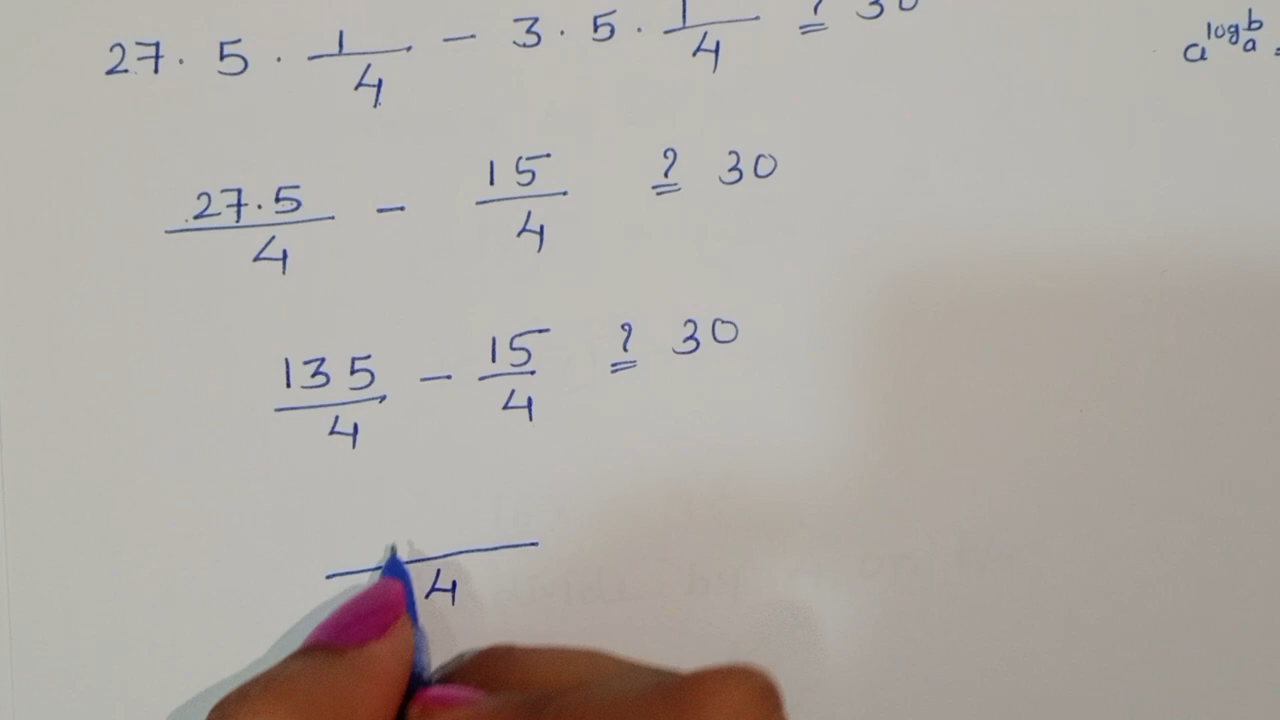 27 · 5 · 1/4 - 3 · 5 · 1/4 ≟ 30
a^log_a b =
27·5/4 - 15/4 ≟ 30
135/4 - 15/4 ≟ 30
/4